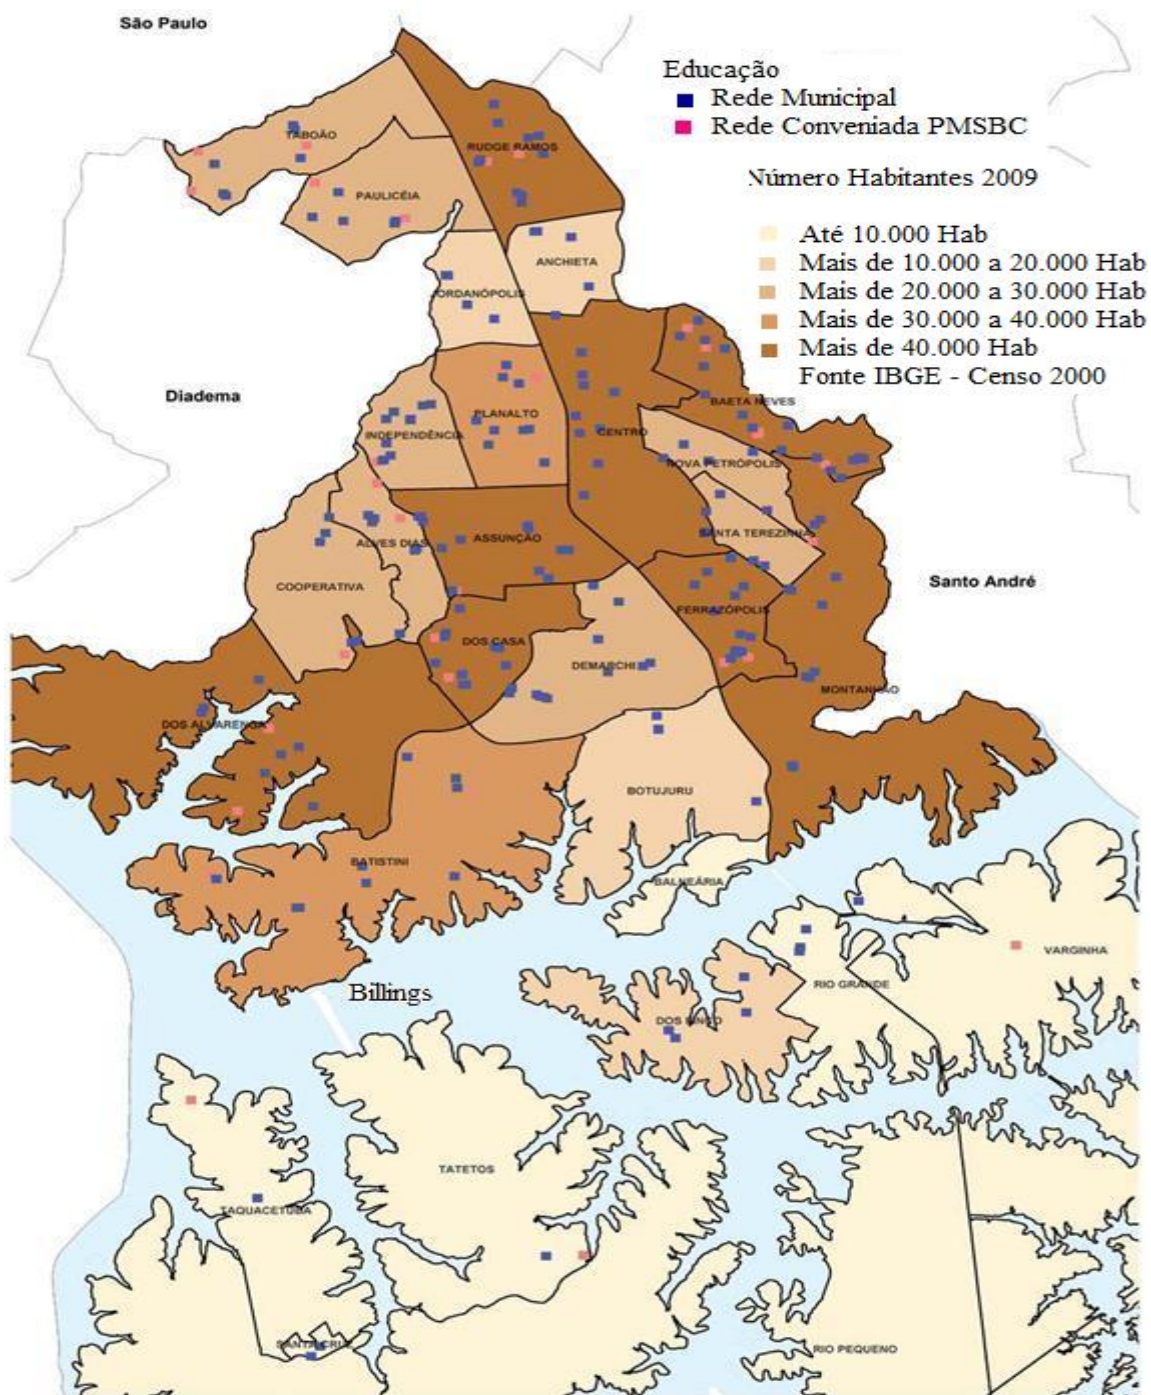 São Paulo
Educação
Rede Municipal
Rede Conveniada PMSBC
Número Habitantes 2009
Até 10.000 Hab
Mais de 10.000 a 20.000 Hab
Mais de 20.000 a 30.000 Hab
Mais de 30.000 a 40.000 Hab
Mais de 40.000 Hab
Fonte IBGE - Censo 2000
TABOÃO
RUDGE RAMOS
PAULICÉIA
ANCHIETA
JORDANÓPOLIS
Diadema
BAETA NEVES
PLANALTO
INDEPENDÊNCIA
CENTRO
NOVA PETRÓPOLIS
SANTA TEREZINHA
ASSUNÇÃO
ALVES DIAS
Santo André
COOPERATIVA
FERRAZÓPOLIS
DOS CASA
DEMARCHI
MONTANHÃO
DOS ALVARENGA
BOTUJURU
BATISTINI
BALNEÁRIA
VARGINHA
RIO GRANDE
Billings
DOS FINCO
TATETOS
TAQUACETUBA
SANTA CRUZ
RIO PEQUENO